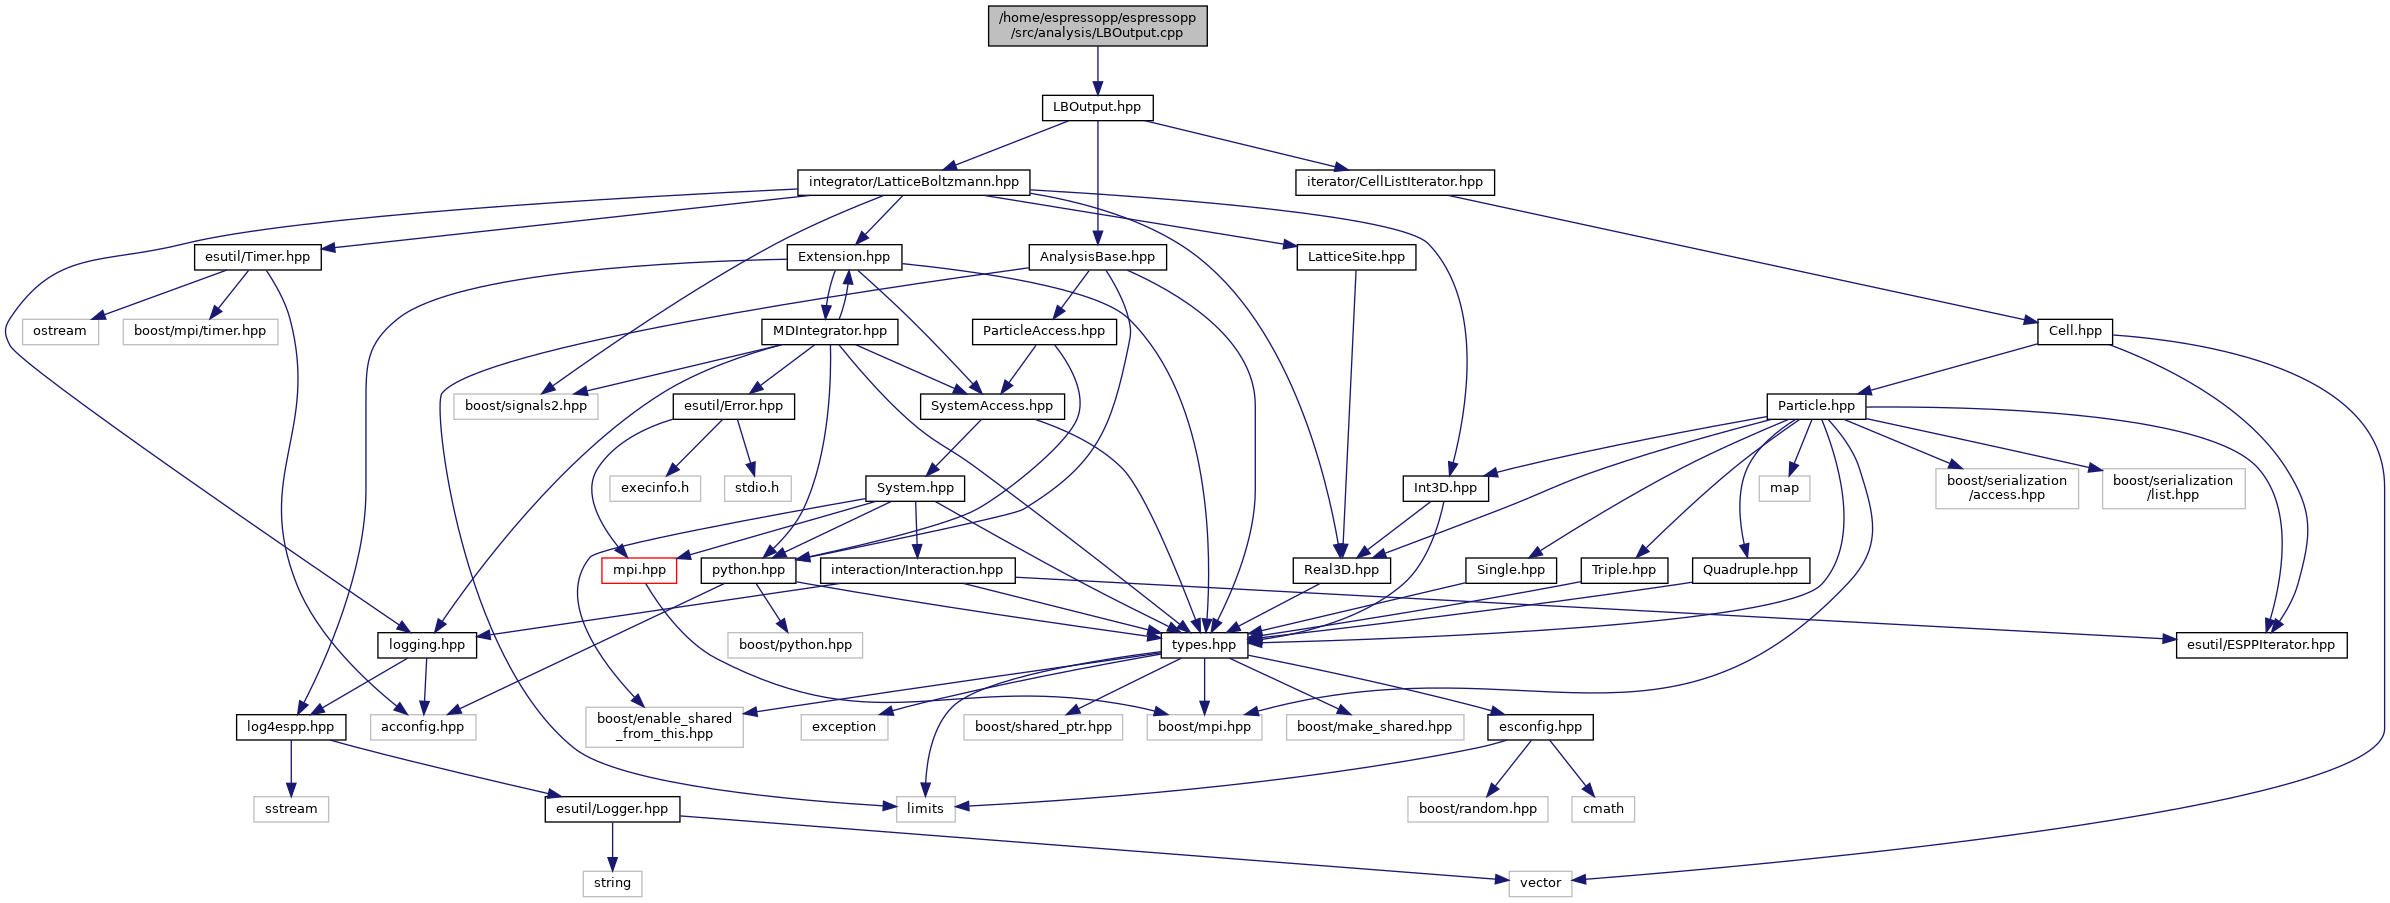 /home/espressopp/espressopp
/src/analysis/LBOutput.cpp
LBOutput.hpp
integrator/LatticeBoltzmann.hpp
iterator/CellListIterator.hpp
esutil/Timer.hpp
Extension.hpp
AnalysisBase.hpp
LatticeSite.hpp
ostream
boost/mpi/timer.hpp
MDIntegrator.hpp
ParticleAccess.hpp
Cell.hpp
boost/signals2.hpp
esutil/Error.hpp
SystemAccess.hpp
Particle.hpp
execinfo.h
stdio.h
System.hpp
Int3D.hpp
map
boost/serialization
/access.hpp
boost/serialization
/list.hpp
mpi.hpp
python.hpp
interaction/Interaction.hpp
Real3D.hpp
Single.hpp
Triple.hpp
Quadruple.hpp
logging.hpp
boost/python.hpp
types.hpp
esutil/ESPPIterator.hpp
log4espp.hpp
acconfig.hpp
boost/enable_shared
_from_this.hpp
exception
boost/shared_ptr.hpp
boost/mpi.hpp
boost/make_shared.hpp
esconfig.hpp
sstream
esutil/Logger.hpp
limits
boost/random.hpp
cmath
string
vector